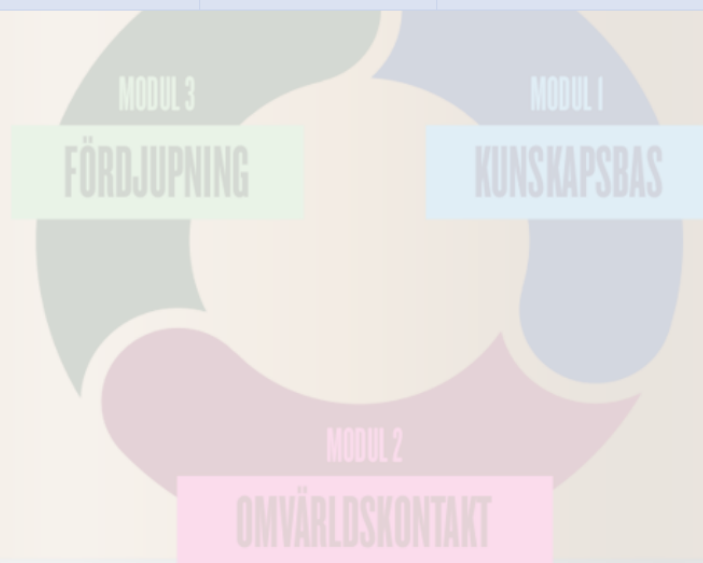 MODUL 3
FÖRDJUPNING
MODUL 1
KUNSKAPSBAS
MODUL 2
OMVÄRLDSKONTAKT